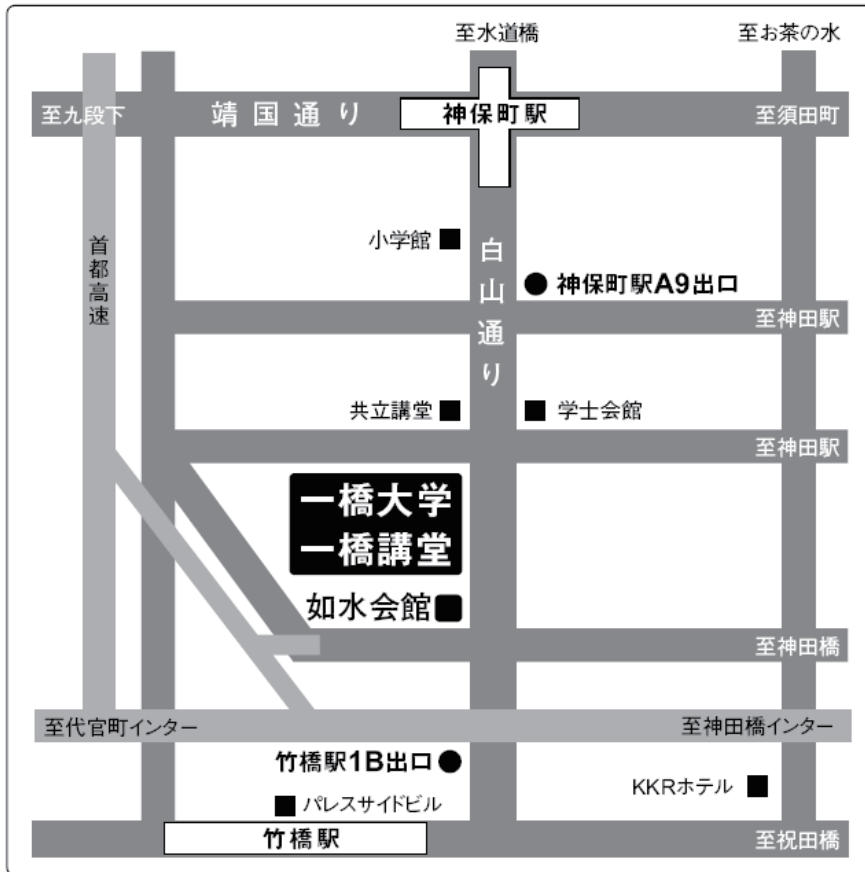 至水道橋
至お茶の水
至九段下
靖国通り
神保町駅
至須田町
首都高速
小学館
白山通り
神保町駅A9出口
至神田駅
共立講堂
学士会館
至神田駅
一橋大学
一橋講堂
如水会館
至神田橋
至代官町インター
至神田橋インター
竹橋駅1B出口
KKRホテル
パレスサイドビル
竹橋駅
至祝田橋